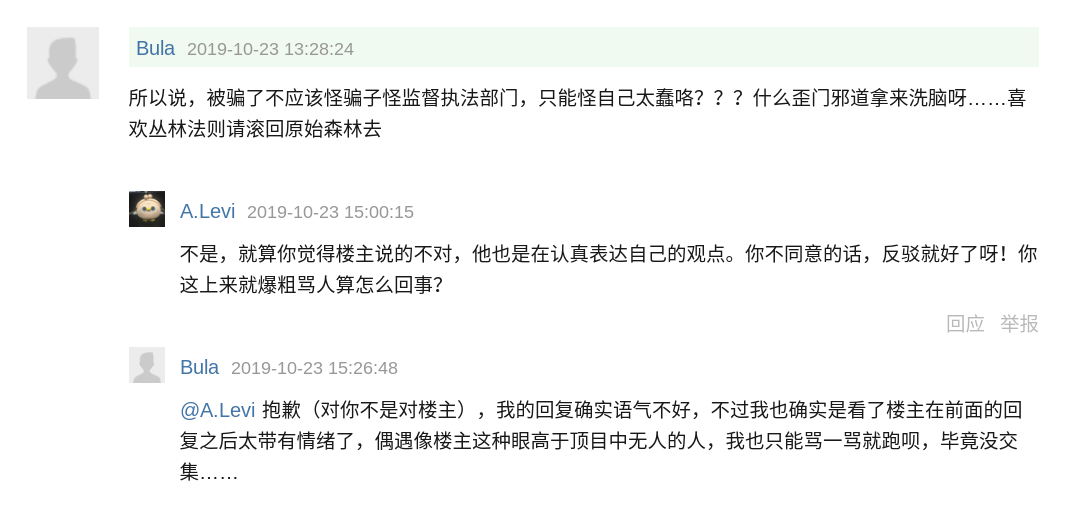 Bula 2019-10-23 13:28:24
所以说，被骗了不应该怪骗子怪监督执法部门，只能怪自己太蠢咯？？？什么歪门邪道拿来洗脑呀……喜
欢丛林法则请滚回原始森林去
A.Levi 2019-10-23 15:00:15
不是，就算你觉得楼主说的不对，他也是在认真表达自己的观点。你不同意的话，反驳就好了呀！你
这上来就爆粗骂人算怎么回事？
回应 举报
Bula 2019-10-23 15:26:48
@A.Levi 抱歉（对你不是对楼主），我的回复确实语气不好，不过我也确实是看了楼主在前面的回
复之后太带有情绪了，偶遇像楼主这种眼高于顶目中无人的人，我也只能骂一骂就跑呗，毕竟没交
集……